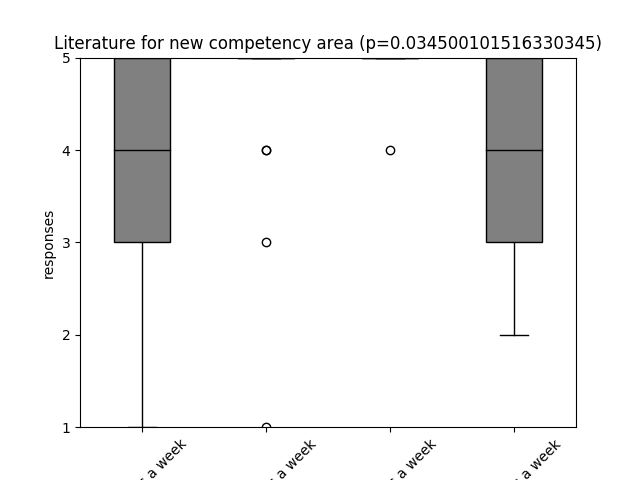 Literature for new competency area (p=0.034500101516330345)
5
4
3
2
1
responses
a week
a week
a week
a week